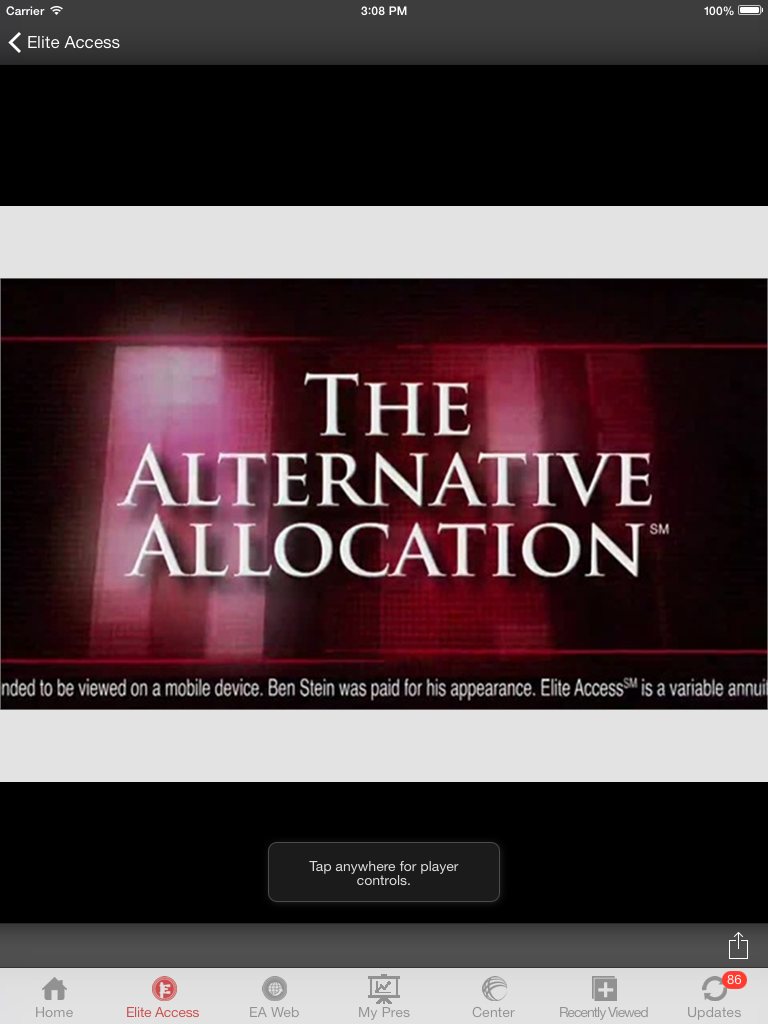 Carrier 3:08 PM 100%
Elite Access
THE
ALTERNATIVE
ALLOCATION SM
nded to be viewed on a mobile device. Ben Stein was paid for his appearance. Elite Access SM is a variable annui
Tap anywhere for player
controls.
86
Home Elite Access EA Web My Pres Center Recently Viewed Updates